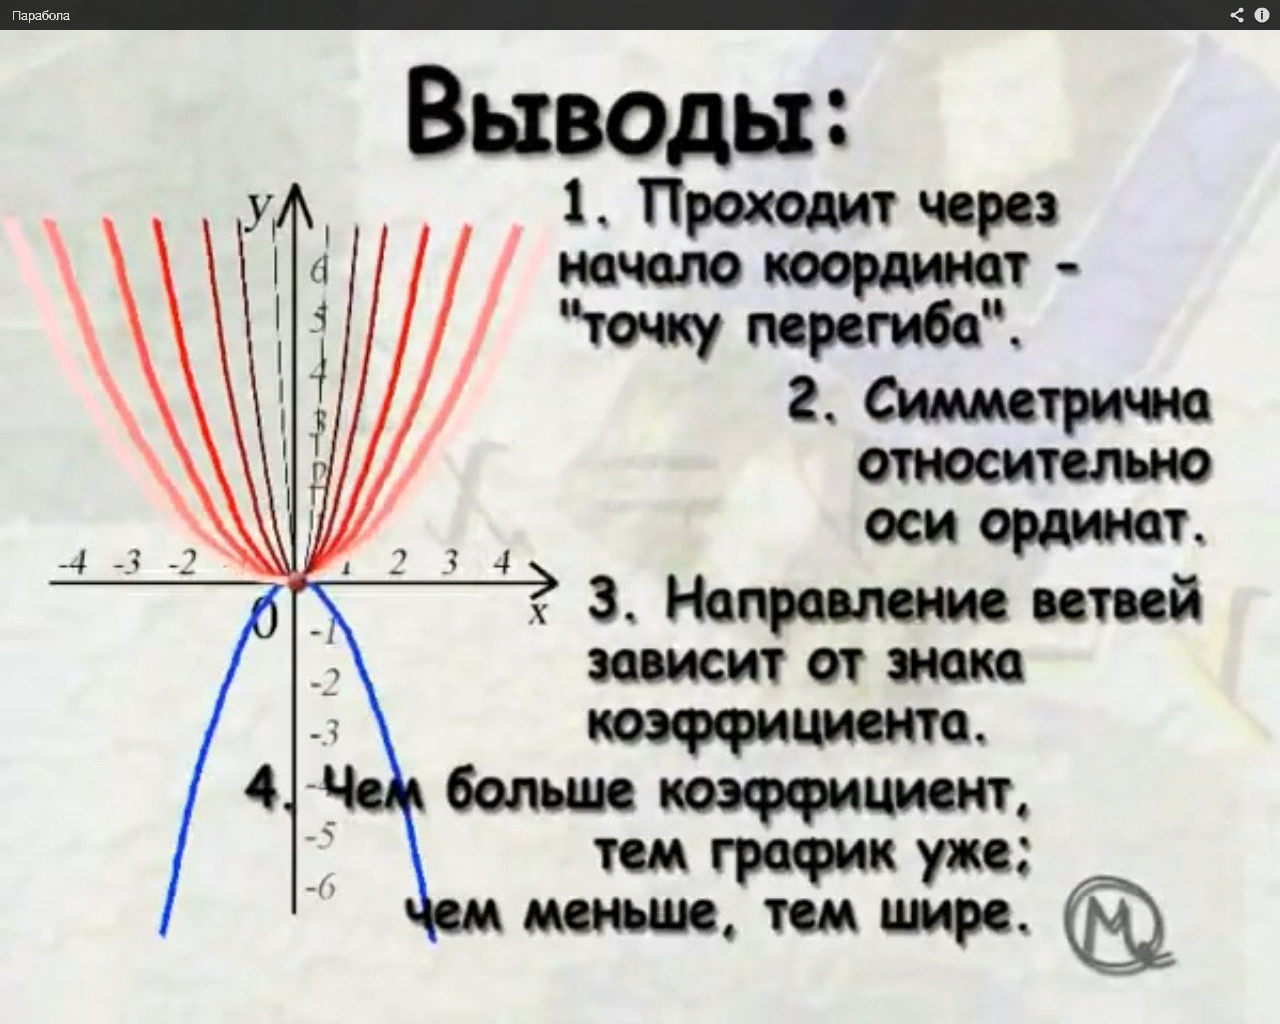 Парабола
Выводы:
1. Проходит через
начало координат -
"точку перегиба".
2. Симметрична
относительно
оси ординат.
3. Направление ветвей
зависит от знака
коэффициента.
4. Чем больше коэффициент,
тем график уже;
чем меньше, тем шире.
y
6
5
4
3
-4 -3 -2 1 2 3 4
x
0
-1
-2
-3
-5
-6
M